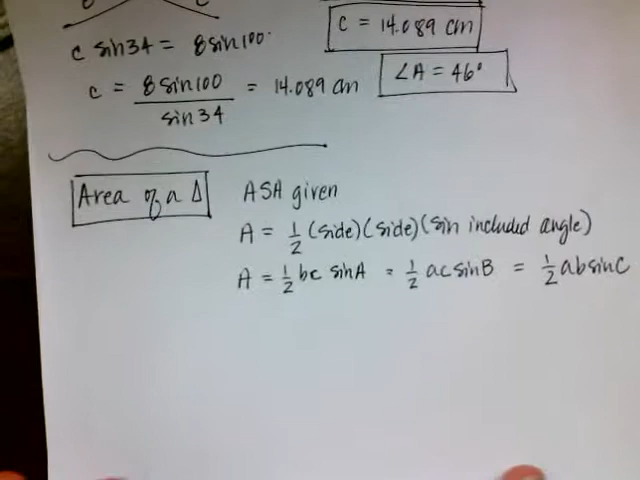 c = 14.089 cm
c sin34 = 8sin100°
c = 8sin100 / sin34 = 14.089 cm
∠A = 46°
Area of a Δ
ASA given
A = 1/2 (side)(side)(sin included angle)
A = 1/2 bc sinA = 1/2 ac sinB = 1/2 ab sinC